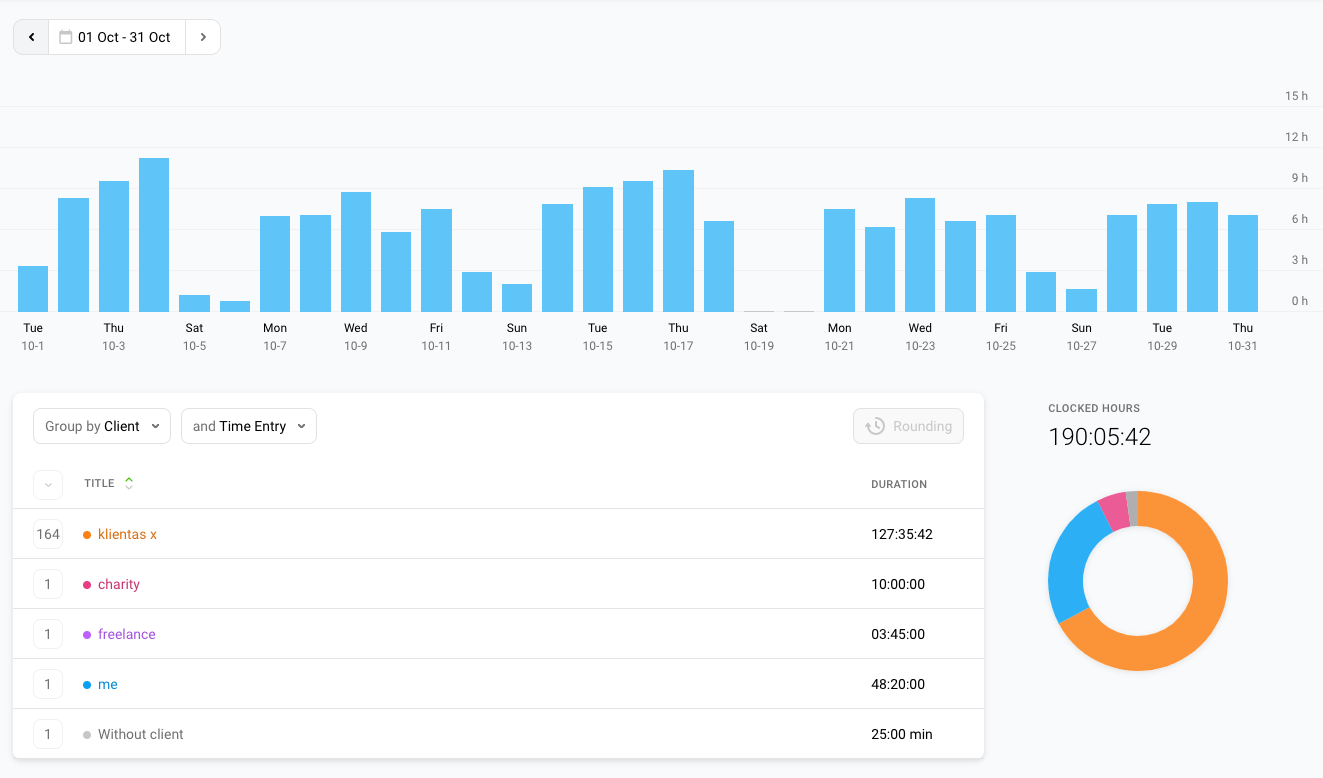 01 Oct - 31 Oct
15 h
12 h
9 h
6 h
3 h
0 h
Tue Thu Sat Mon Wed Fri Sun Tue Thu Sat Mon Wed Fri Sun Tue Thu
10-1 10-3 10-5 10-7 10-9 10-11 10-13 10-15 10-17 10-19 10-21 10-23 10-25 10-27 10-29 10-31
Group by Client and Time Entry Rounding
TITLE DURATION
164 klientas x 127:35:42
1 charity 10:00:00
1 freelance 03:45:00
1 me 48:20:00
1 Without client 25:00 min
CLOCKED HOURS
190:05:42